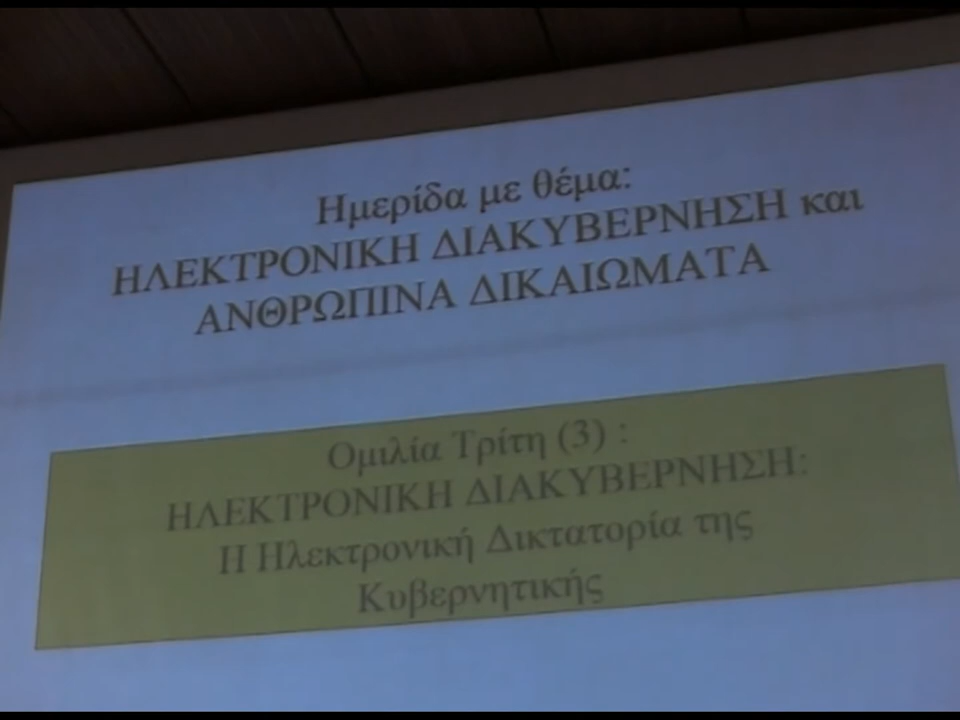 Ημερίδα με θέμα:
ΗΛΕΚΤΡΟΝΙΚΗ ΔΙΑΚΥΒΕΡΝΗΣΗ και
ΑΝΘΡΩΠΙΝΑ ΔΙΚΑΙΩΜΑΤΑ
Ομιλία Τρίτη (3) :
ΗΛΕΚΤΡΟΝΙΚΗ ΔΙΑΚΥΒΕΡΝΗΣΗ:
Η Ηλεκτρονική Δικτατορία της
Κυβερνητικής